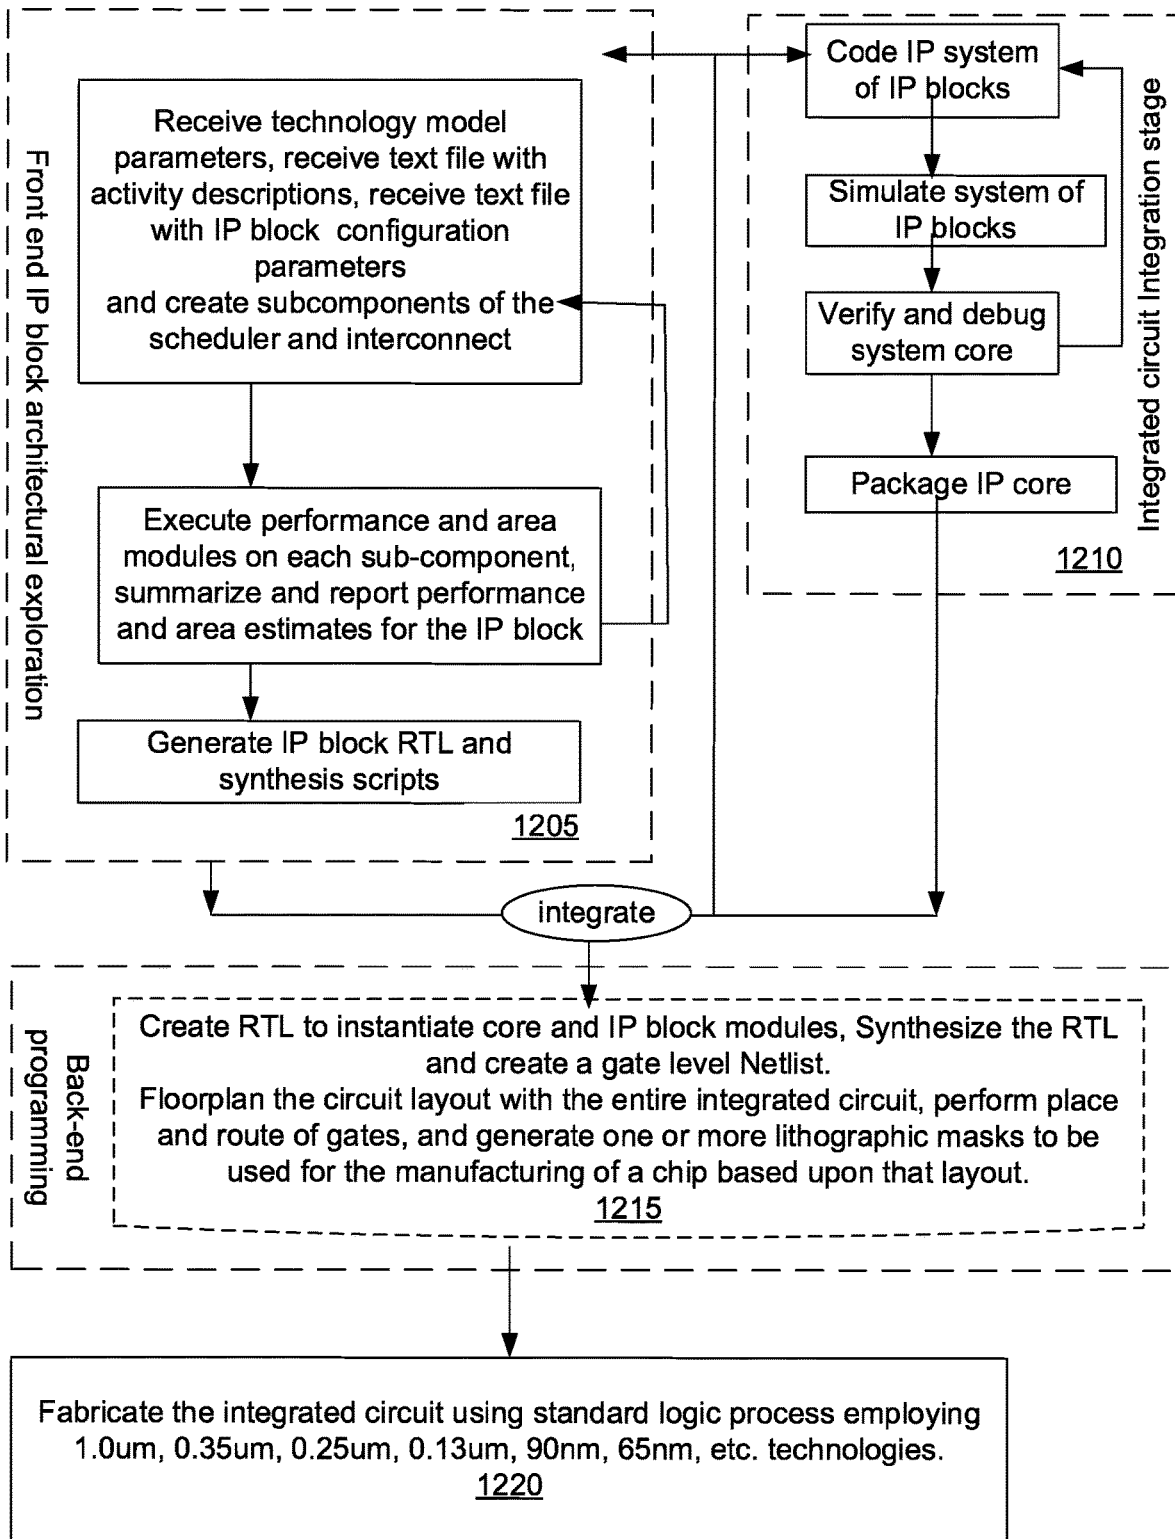 Front end IP block architectural exploration
Receive technology model
parameters, receive text file with
activity descriptions, receive text file
with IP block configuration
parameters
and create subcomponents of the
scheduler and interconnect
Execute performance and area
modules on each sub-component,
summarize and report performance
and area estimates for the IP block
Generate IP block RTL and
synthesis scripts
1205
Code IP system
of IP blocks
Simulate system of
IP blocks
Verify and debug
system core
Package IP core
1210
Integrated circuit Integration stage
integrate
Back-end
programming
Create RTL to instantiate core and IP block modules, Synthesize the RTL
and create a gate level Netlist.
Floorplan the circuit layout with the entire integrated circuit, perform place
and route of gates, and generate one or more lithographic masks to be
used for the manufacturing of a chip based upon that layout.
1215
Fabricate the integrated circuit using standard logic process employing
1.0um, 0.35um, 0.25um, 0.13um, 90nm, 65nm, etc. technologies.
1220